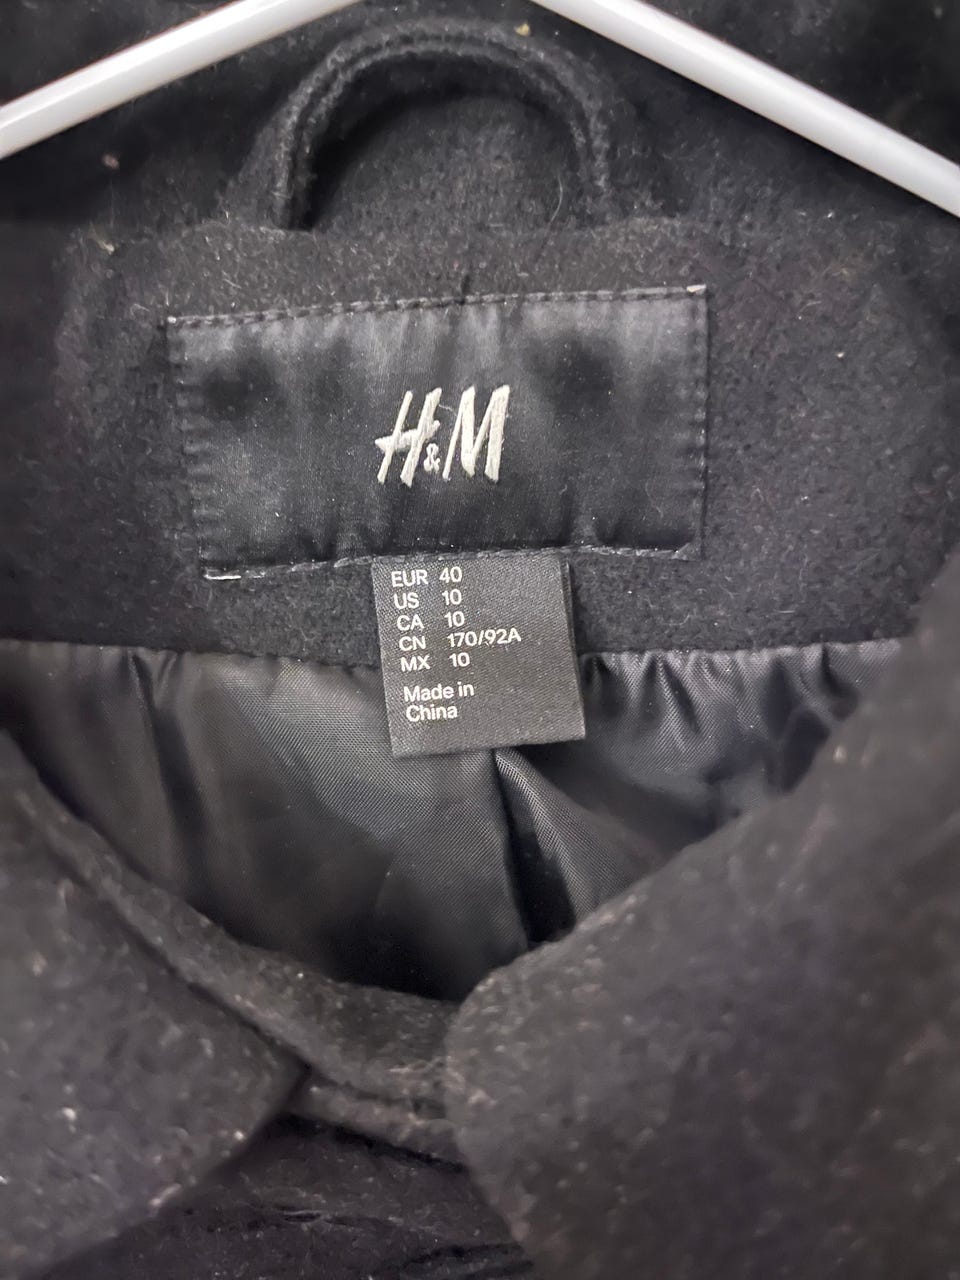 H&M
EUR 40
US 10
CA 10
CN 170/92A
MX 10
Made in
China